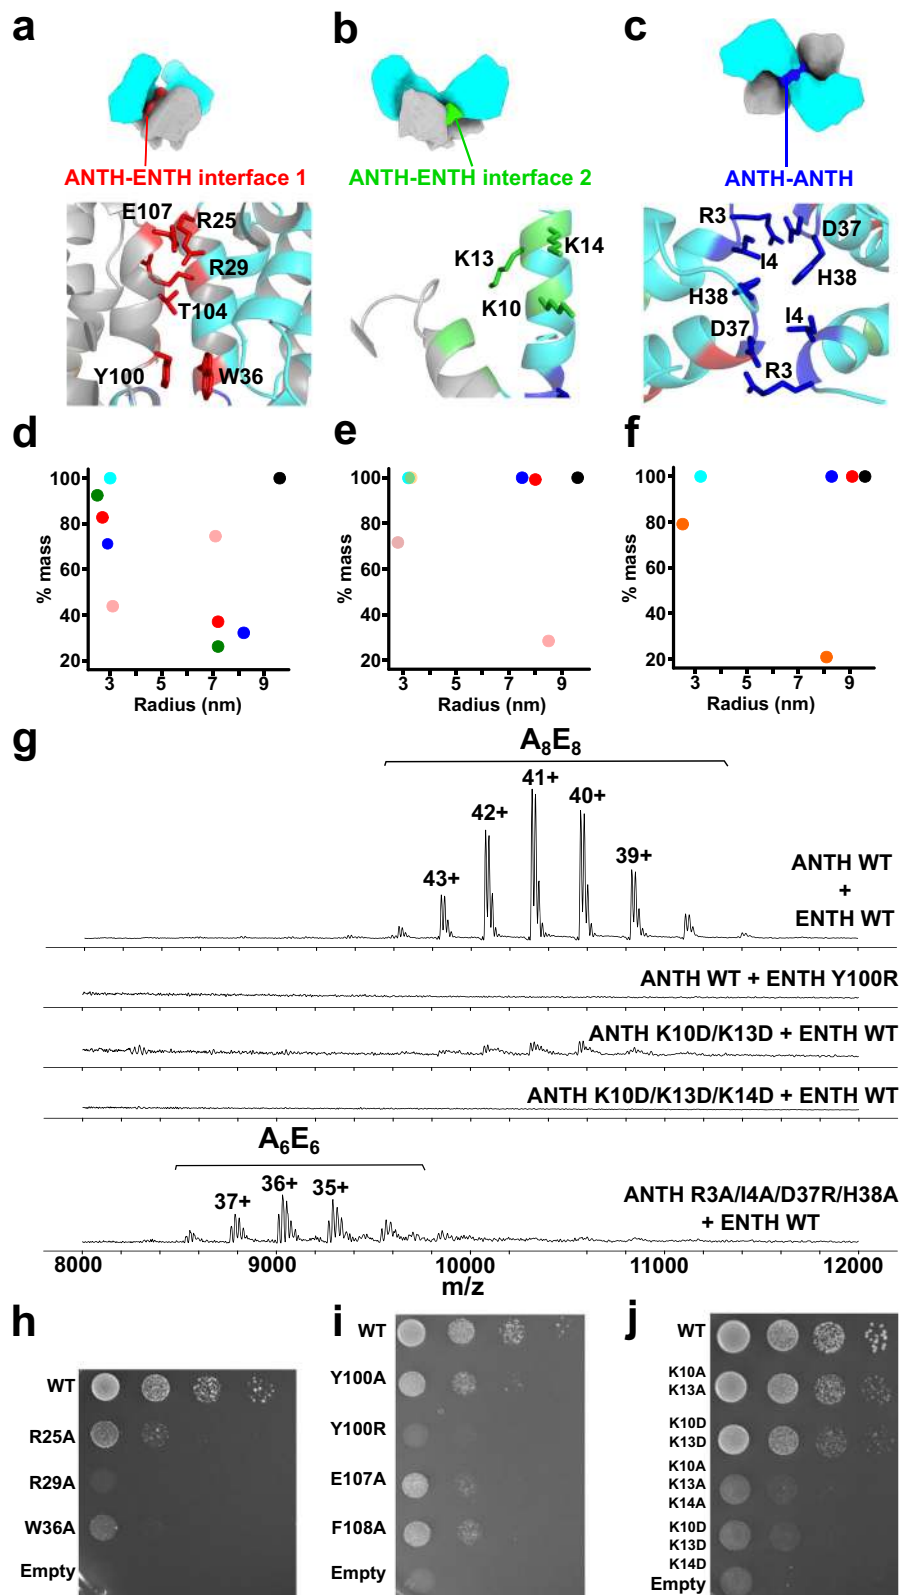 a
b
c
ANTH-ENTH interface 1
ANTH-ENTH interface 2
ANTH-ANTH
E107
R25
R29
T104
Y100
W36
K13
K14
K10
R3
D37
I4
H38
H38
D37
I4
R3
d
e
f
100
80
60
40
20
% mass
3
5
7
9
Radius (nm)
100
80
60
40
20
% mass
3
5
7
9
Radius (nm)
100
80
60
40
20
% mass
3
5
7
9
Radius (nm)
g
A8E8
43+
42+
41+
40+
39+
ANTH WT
+
ENTH WT
ANTH WT + ENTH Y100R
ANTH K10D/K13D + ENTH WT
ANTH K10D/K13D/K14D + ENTH WT
A6E6
37+
36+
35+
ANTH R3A/I4A/D37R/H38A
+ ENTH WT
8000
9000
10000
11000
12000
m/z
h
WT
R25A
R29A
W36A
Empty
i
WT
Y100A
Y100R
E107A
F108A
Empty
j
WT
K10A
K13A
K10D
K13D
K10A
K13A
K14A
K10D
K13D
K14D
Empty